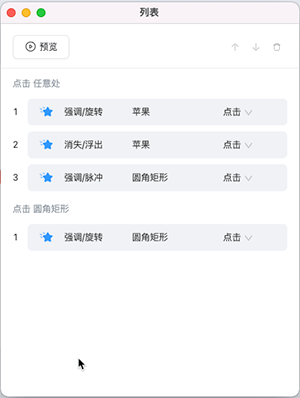 列表
预览
点击 任意处
1 强调/旋转 苹果 点击
2 消失/浮出 苹果 点击
3 强调/脉冲 圆角矩形 点击
点击 圆角矩形
1 强调/旋转 圆角矩形 点击